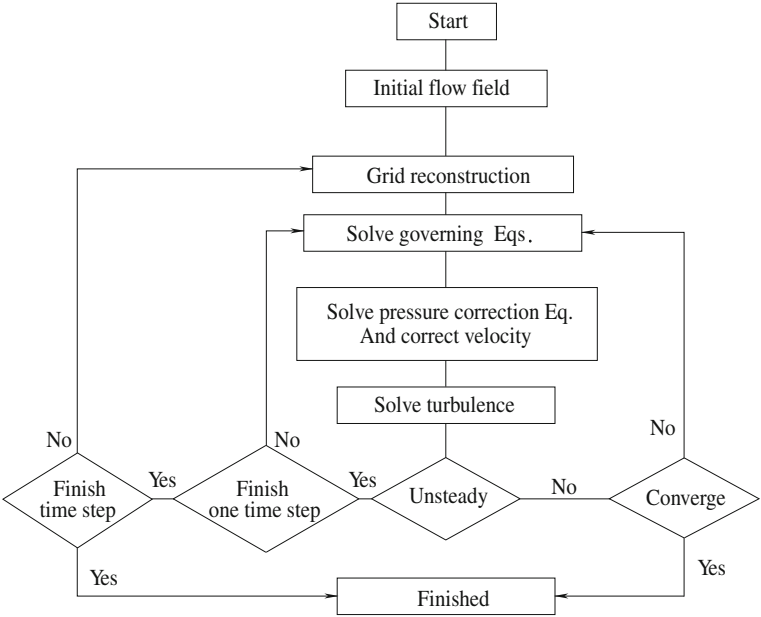 Start
Initial flow field
Grid reconstruction
Solve governing Eqs.
Solve pressure correction Eq.
And correct velocity
Solve turbulence
No
No
No
Yes
Yes
Finish
time step
Finish
one time step
Unsteady
No
Converge
Yes
Yes
Finished